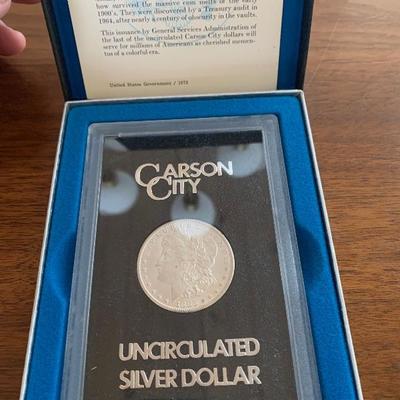 how survived the massive coin melts of the early
1900's. They were discovered by a Treasury audit in
1964, after nearly a century of obscurity in the vaults.
This issuance by General Services Administration of
the last of the uncirculated Carson City dollars will
serve for millions of Americans as cherished memen-
tos of a colorful era.
United States Government / 1972
CARSON
CITY
UNCIRCULATED
SILVER DOLLAR